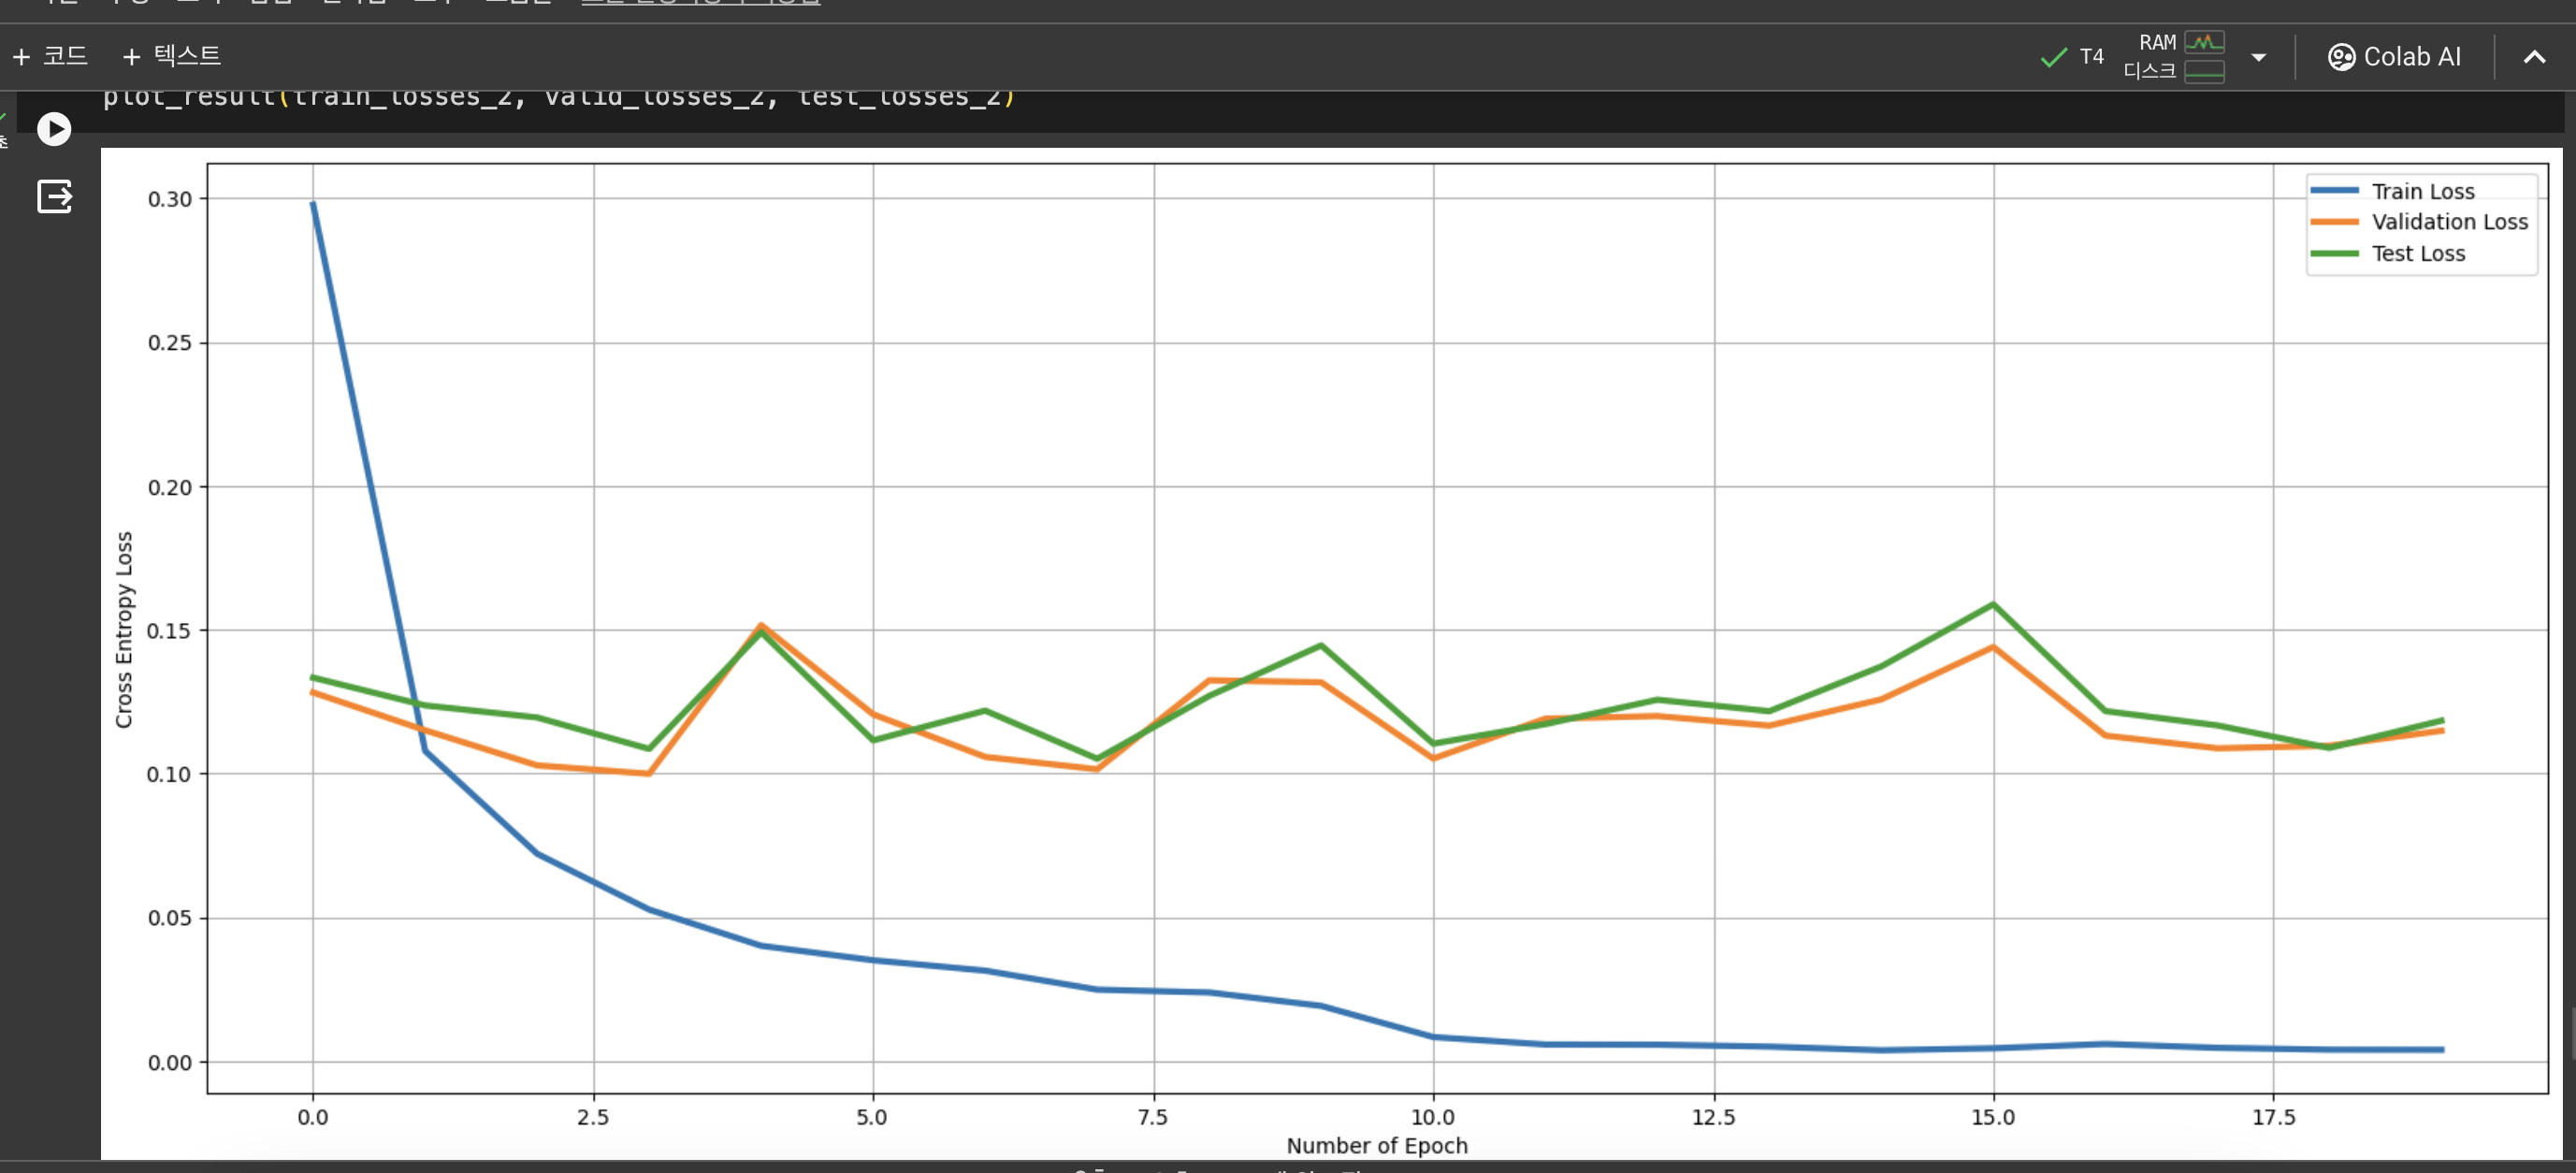 + 코드 + 텍스트
T4 RAM 디스크 Colab AI
plot_result(train_losses_2, valid_losses_2, test_losses_2)
초
Train Loss
Validation Loss
Test Loss
Cross Entropy Loss
0.30
0.25
0.20
0.15
0.10
0.05
0.00
0.0 2.5 5.0 7.5 10.0 12.5 15.0 17.5
Number of Epoch